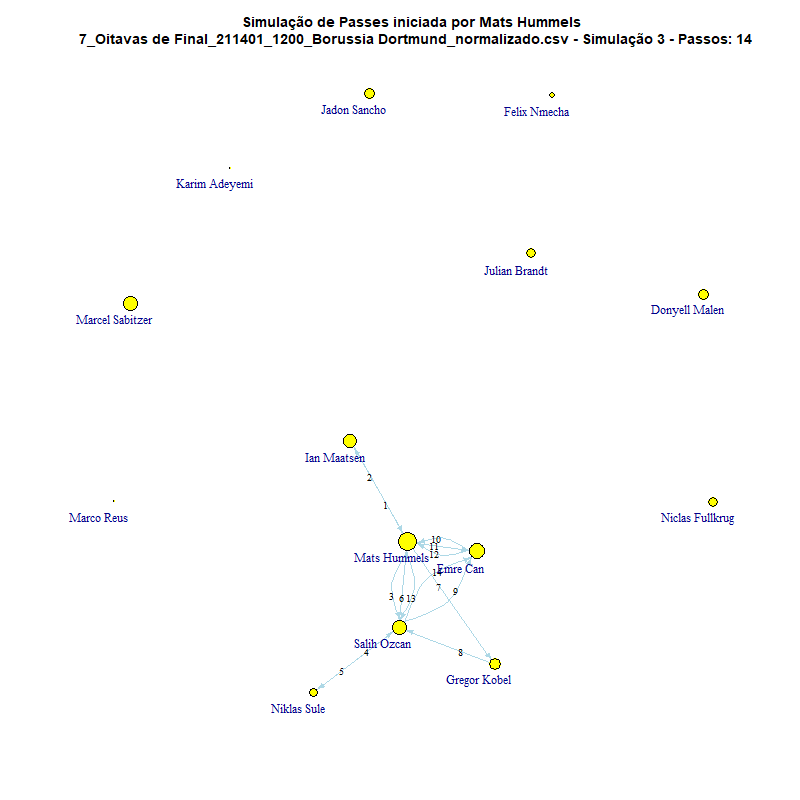 Simulação de Passes iniciada por Mats Hummels
7_Oitavas de Final_211401_1200_Borussia Dortmund_normalizado.csv - Simulação 3 - Passos: 14
Jadon Sancho
Felix Nmecha
Karim Adeyemi
Julian Brandt
Donyell Malen
Marcel Sabitzer
Ian Maatsen
2
1
Marco Reus
Niclas Fullkrug
10
11
12
Mats Hummels
Emre Can
14
7
9
3
6
13
Salih Ozcan
4
8
5
Gregor Kobel
Niklas Sule